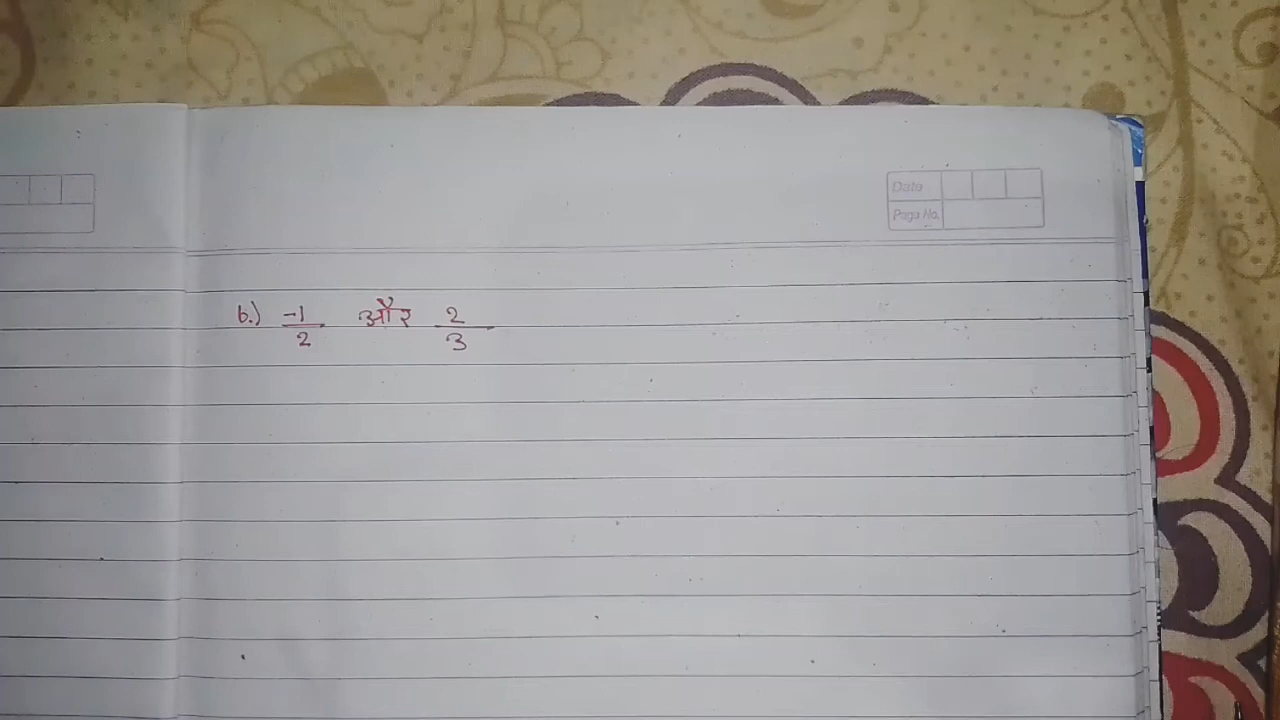 Date
Page No.
b.) -1/2 और 2/3